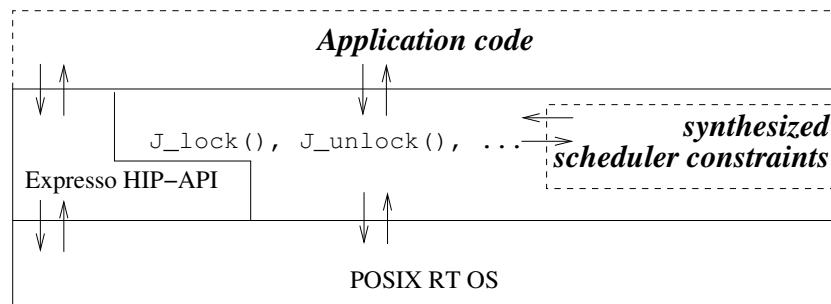 Application code
J_lock(), J_unlock(), ...
synthesized
scheduler constraints
Expresso HIP−API
POSIX RT OS